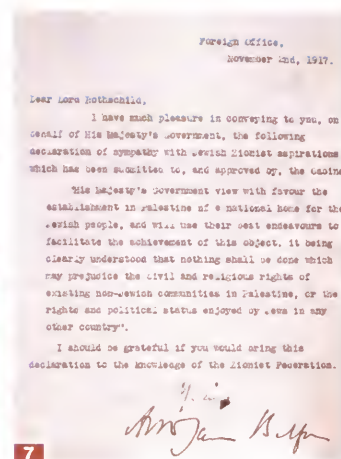 Foreign Office,
November 2nd, 1917.
Dear Lord Rothschild,
I have much pleasure in conveying to you, on
behalf of His Majesty's Government, the following
declaration of sympathy with Jewish Zionist aspirations
which has been submitted to, and approved by, the Cabinet
"His Majesty's Government view with favour the
establishment in Palestine of a national home for the
Jewish people, and will use their best endeavours to
facilitate the achievement of this object, it being
clearly understood that nothing shall be done which
may prejudice the civil and religious rights of
existing non-Jewish communities in Palestine, or the
rights and political status enjoyed by Jews in any
other country".
I should be grateful if you would bring this
declaration to the knowledge of the Zionist Federation.
7